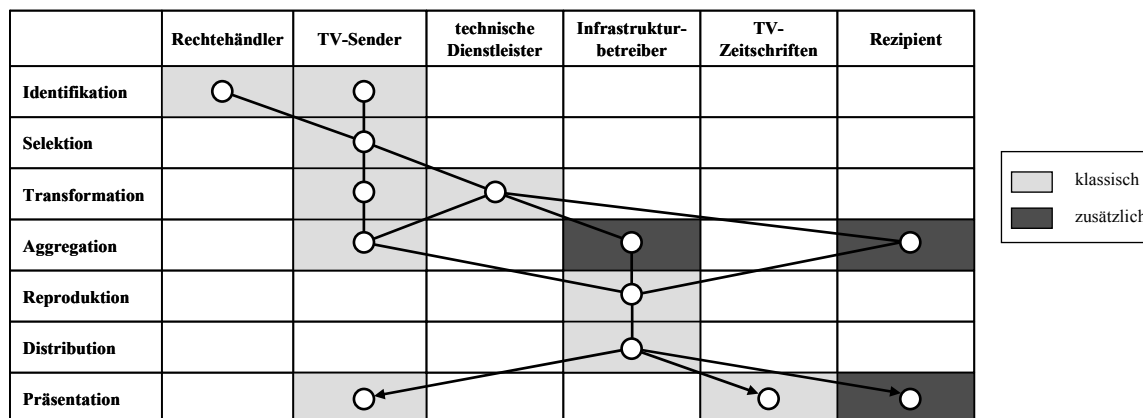 Rechtehändler
TV-Sender
technische
Dienstleister
Infrastruktur-
betreiber
TV-
Zeitschriften
Rezipient
Identifikation
Selektion
Transformation
Aggregation
Reproduktion
Distribution
Präsentation
klassisch
zusätzlich